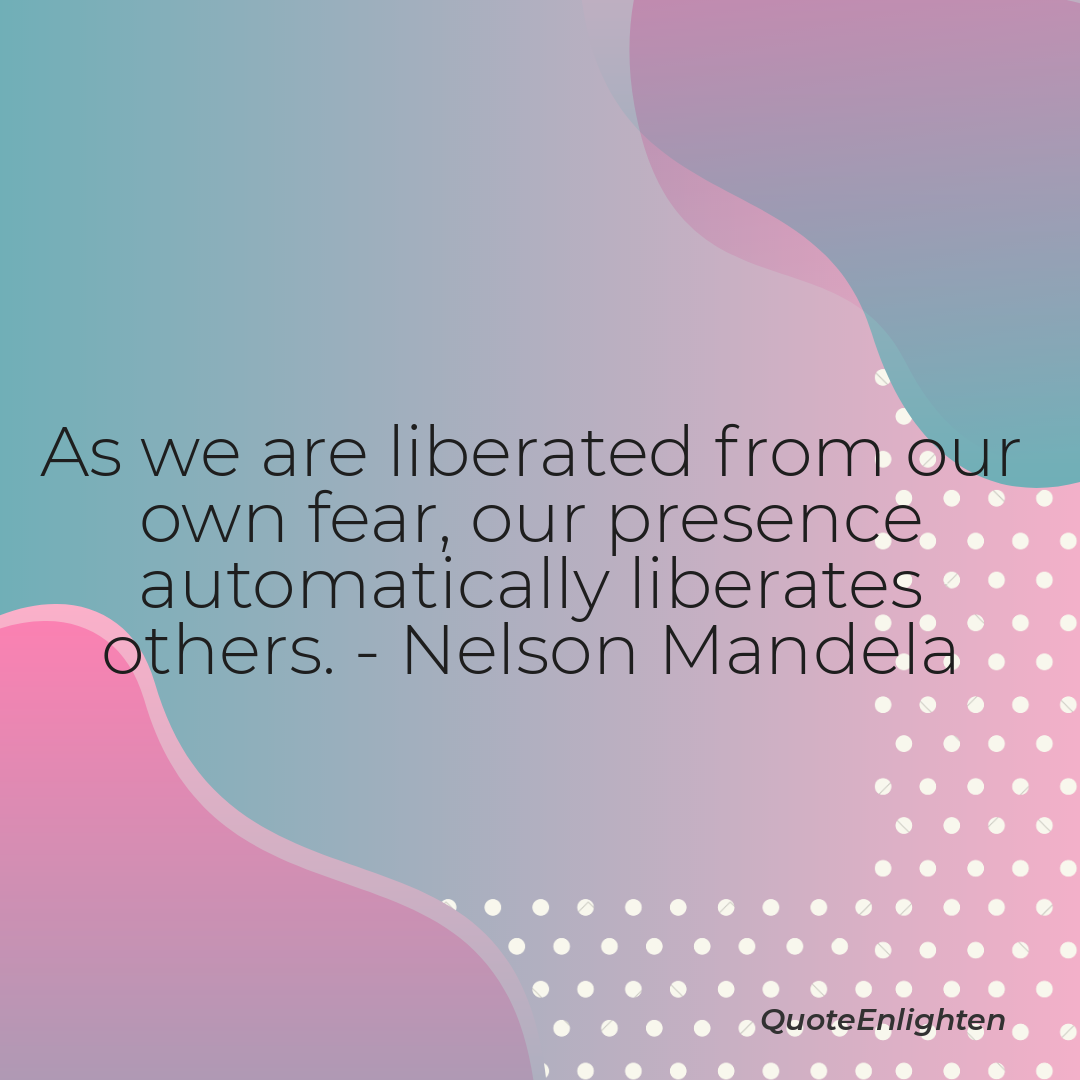 As we are liberated from our
own fear, our presence
automatically liberates
others. - Nelson Mandela
QuoteEnlighten